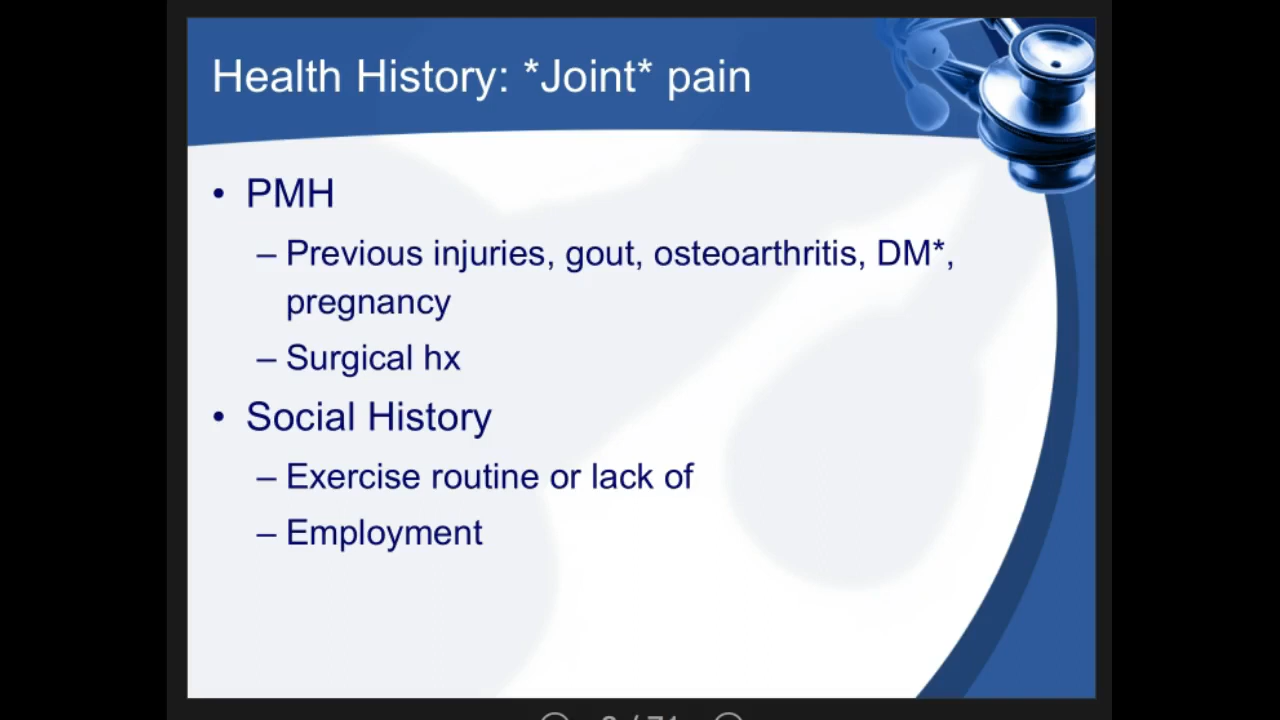 Health History: *Joint* pain
• PMH
– Previous injuries, gout, osteoarthritis, DM*,
pregnancy
– Surgical hx
• Social History
– Exercise routine or lack of
– Employment